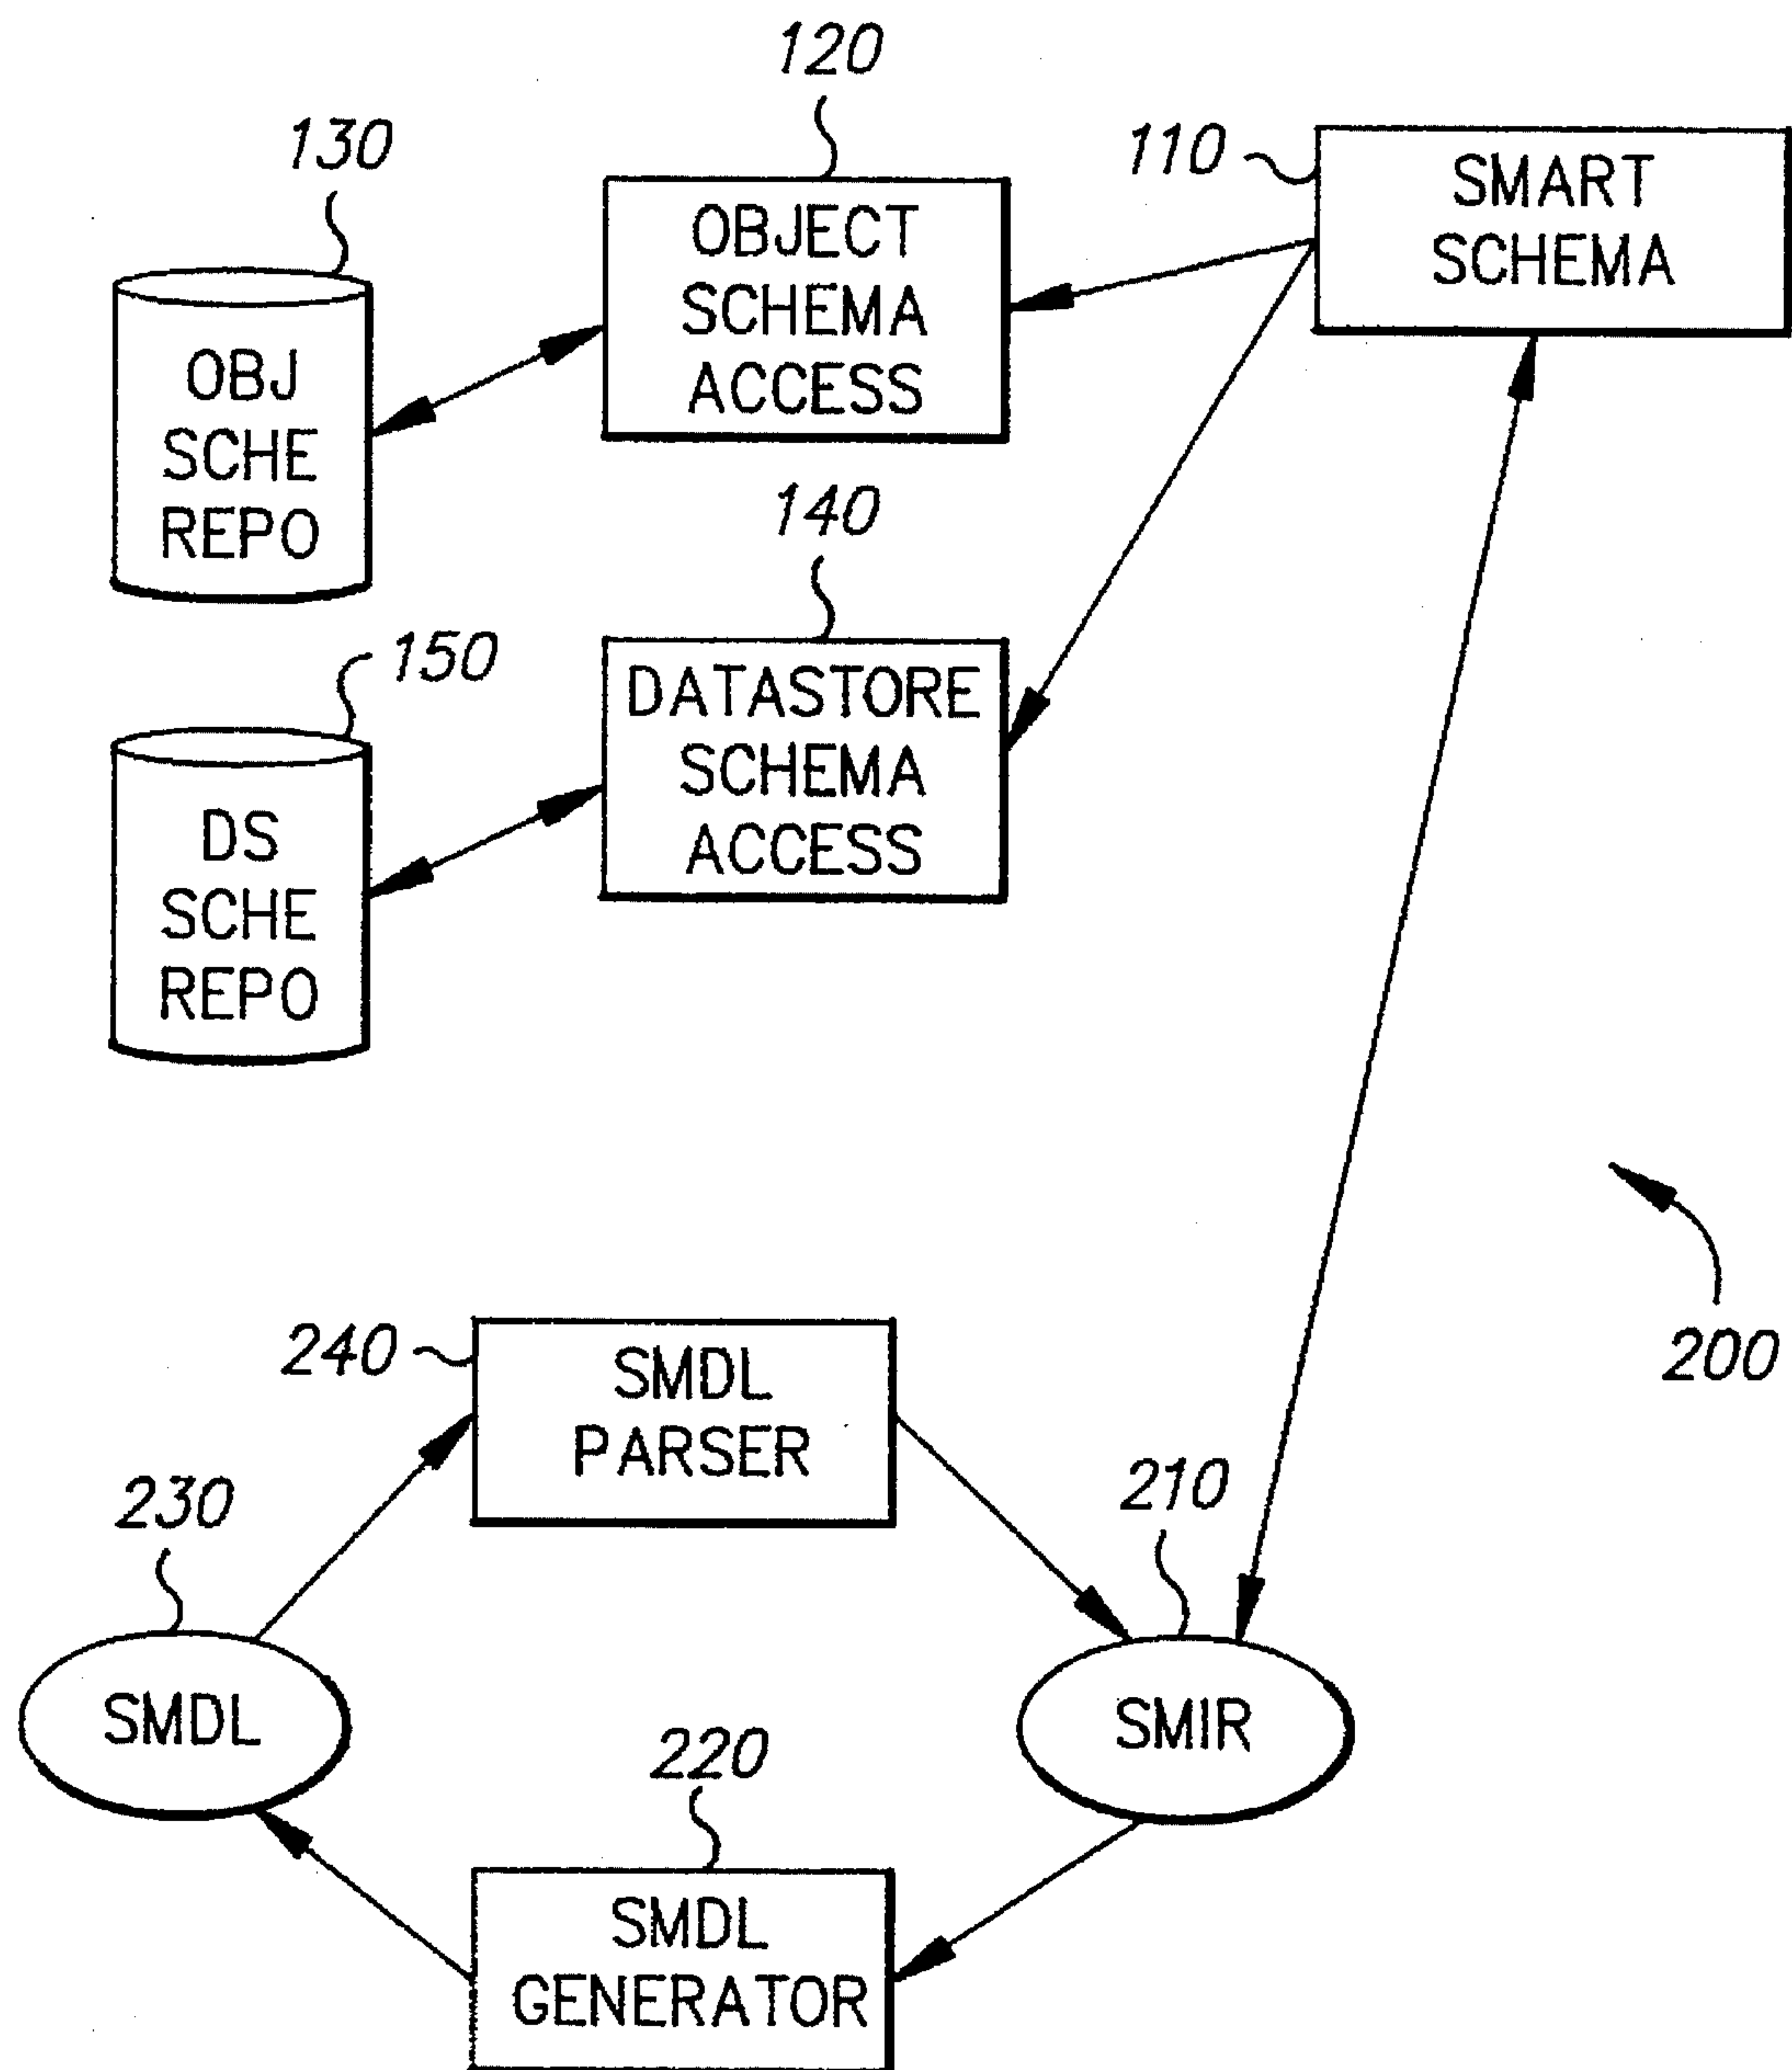 120
130
110
SMART
SCHEMA
OBJECT
SCHEMA
ACCESS
OBJ
SCHE
REPO
140
150
DATASTORE
SCHEMA
ACCESS
DS
SCHE
REPO
200
240
SMDL
PARSER
230
210
SMDL
SMIR
220
SMDL
GENERATOR